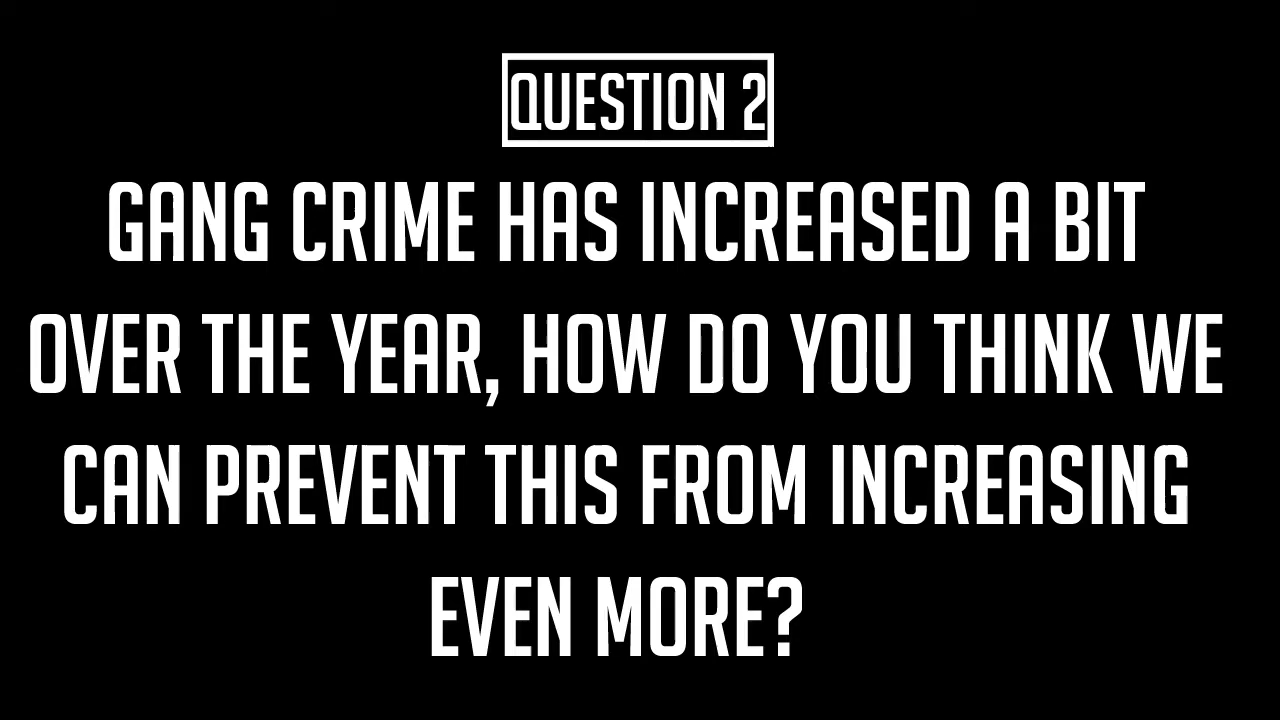 QUESTION 2
GANG CRIME HAS INCREASED A BIT
OVER THE YEAR, HOW DO YOU THINK WE
CAN PREVENT THIS FROM INCREASING
EVEN MORE?